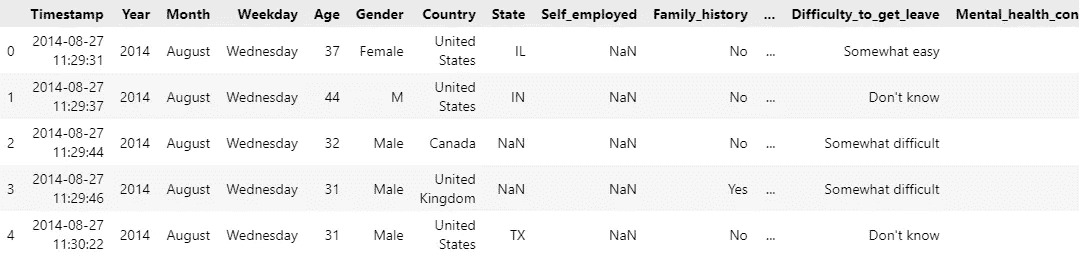 Timestamp Year Month Weekday Age Gender Country State Self_employed Family_history ... Difficulty_to_get_leave Mental_health_con
0 2014-08-27 11:29:31 2014 August Wednesday 37 Female United States IL NaN No ... Somewhat easy
1 2014-08-27 11:29:37 2014 August Wednesday 44 M United States IN NaN No ... Don't know
2 2014-08-27 11:29:44 2014 August Wednesday 32 Male Canada NaN NaN No ... Somewhat difficult
3 2014-08-27 11:29:46 2014 August Wednesday 31 Male United Kingdom NaN NaN Yes ... Somewhat difficult
4 2014-08-27 11:30:22 2014 August Wednesday 31 Male United States TX NaN No ... Don't know